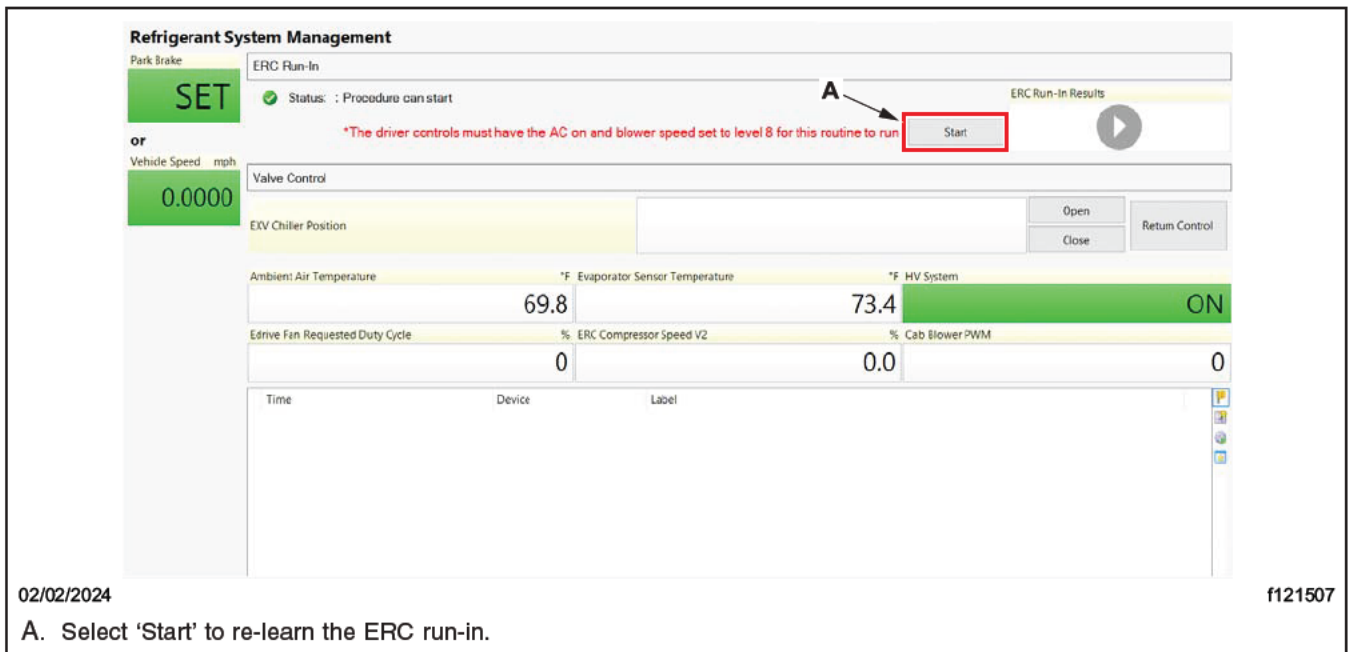 Refrigerant System Management
Park Brake
SET
or
Vehicle Speed mph
0.0000
ERC Run-In
Status: : Procedure can start
*The driver controls must have the AC on and blower speed set to level 8 for this routine to run
A
Start
ERC Run-In Results
Valve Control
EXV Chiller Position
Open
Close
Return Control
Ambient Air Temperature °F
69.8
Evaporator Sensor Temperature °F
73.4
HV System
ON
Edrive Fan Requested Duty Cycle %
0
ERC Compressor Speed V2 %
0.0
Cab Blower PWM
0
Time Device Label
02/02/2024
f121507
A. Select ‘Start’ to re-learn the ERC run-in.